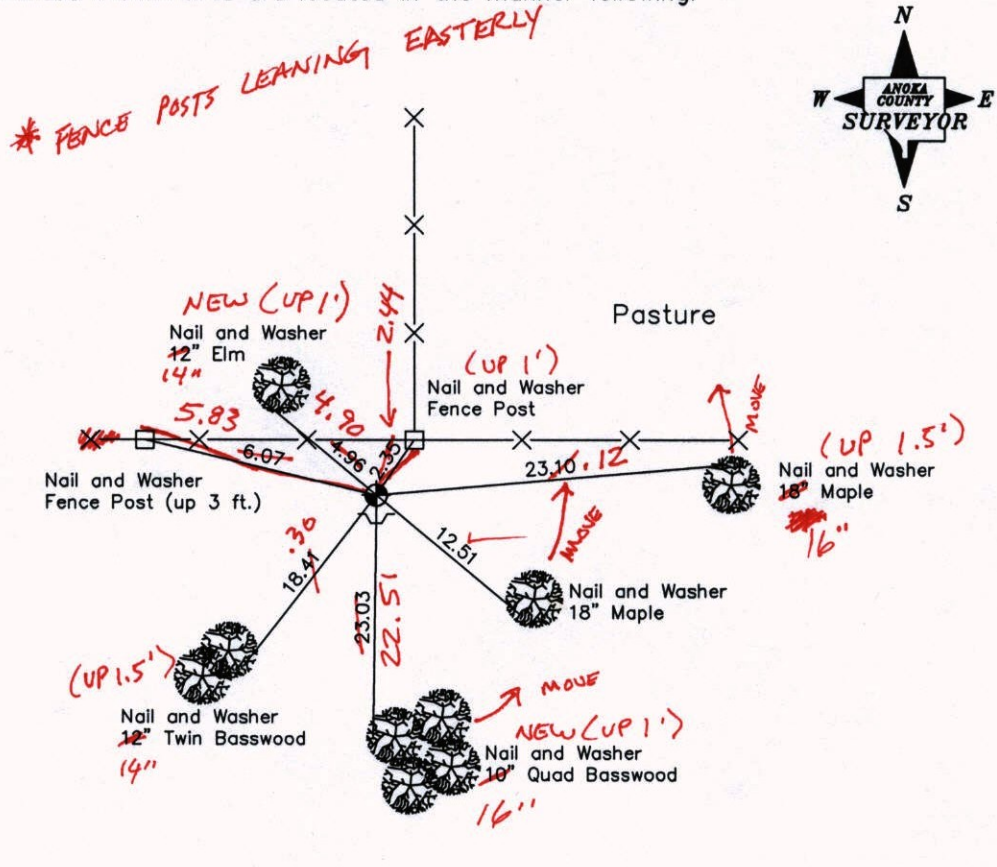 N
W
ANOKA
COUNTY
E
SURVEYOR
S
* FENCE POSTS LEANING EASTERLY
NEW (UP 1')
Nail and Washer
12" Elm
14"
2.44
Pasture
(UP 1')
Nail and Washer
Fence Post
MOVE
5.83
4.90
6.07
4.96
2.35
23.10 .12
(UP 1.5')
Nail and Washer
18" Maple
16"
Nail and Washer
Fence Post (up 3 ft.)
.30
18.41
12.51
MOVE
23.03
22.51
Nail and Washer
18" Maple
(UP 1.5')
Nail and Washer
12" Twin Basswood
14"
MOVE
NEW (UP 1')
Nail and Washer
10" Quad Basswood
16"